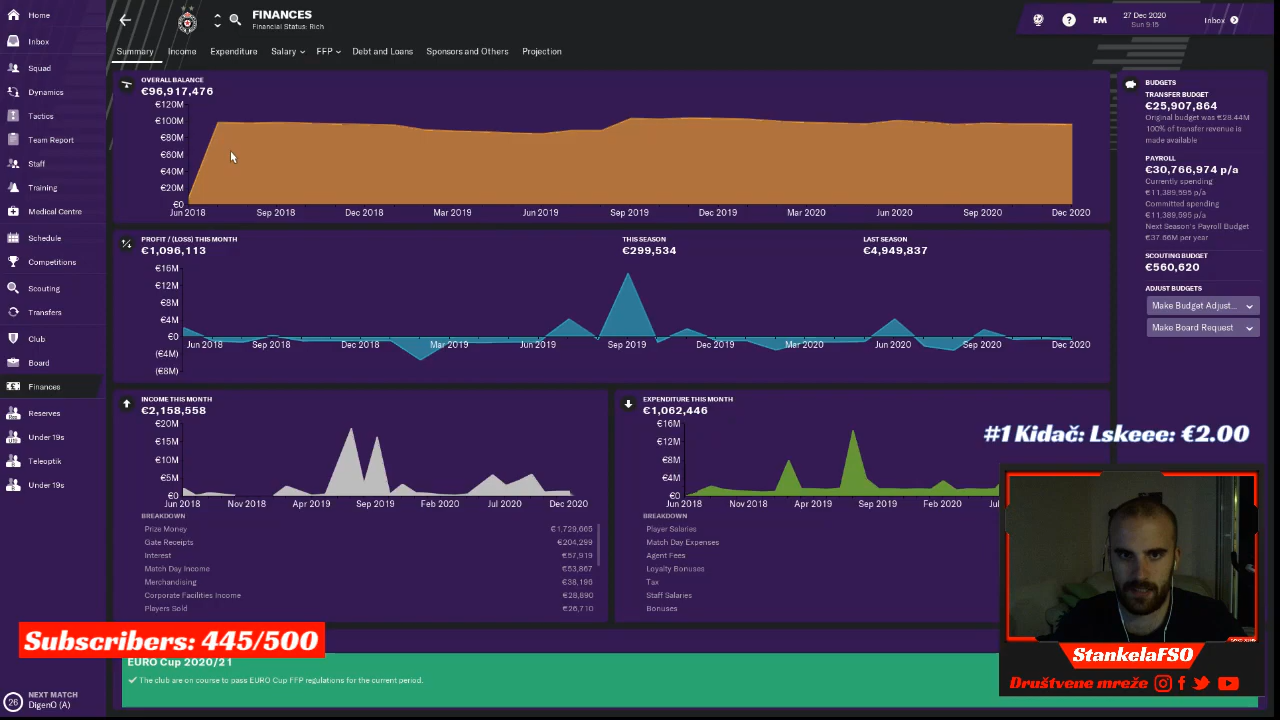 Home
Inbox
Squad
Dynamics
Tactics
Team Report
Staff
Training
Medical Centre
Schedule
Competitions
Scouting
Transfers
Club
Board
Finances
Reserves
Under 19s
Teleoptik
Under 19s
26
NEXT MATCH
DigenO (A)
FINANCES
Financial Status: Rich
FM
27 Dec 2020
Sun 9:15
Inbox
Summary Income Expenditure Salary FFP Debt and Loans Sponsors and Others Projection
OVERALL BALANCE
€96,917,476
€120M
€100M
€80M
€60M
€40M
€20M
€0
Jun 2018 Sep 2018 Dec 2018 Mar 2019 Jun 2019 Sep 2019 Dec 2019 Mar 2020 Jun 2020 Sep 2020 Dec 2020
PROFIT / (LOSS) THIS MONTH
€1,096,113
THIS SEASON
€299,534
LAST SEASON
€4,949,837
€16M
€12M
€8M
€4M
€0
(€4M)
(€8M)
Jun 2018 Sep 2018 Dec 2018 Mar 2019 Jun 2019 Sep 2019 Dec 2019 Mar 2020 Jun 2020 Sep 2020 Dec 2020
INCOME THIS MONTH
€2,158,558
€20M
€15M
€10M
€5M
€0
Jun 2018 Nov 2018 Apr 2019 Sep 2019 Feb 2020 Jul 2020 Dec 2020
BREAKDOWN
Prize Money €1,729,665
Gate Receipts €204,299
Interest €57,919
Match Day Income €53,867
Merchandising €38,196
Corporate Facilities Income €28,890
Players Sold €26,710
EXPENDITURE THIS MONTH
€1,062,446
€16M
€12M
€8M
€4M
€0
Jun 2018 Nov 2018 Apr 2019 Sep 2019 Feb 2020
BREAKDOWN
Player Salaries
Match Day Expenses
Agent Fees
Loyalty Bonuses
Tax
Staff Salaries
Bonuses
BUDGETS
TRANSFER BUDGET
€25,907,864
Original budget was €28.44M
100% of transfer revenue is
made available
PAYROLL
€30,766,974 p/a
Currently spending
€11,389,595 p/a
Committed spending
€11,389,595 p/a
Next Season's Payroll Budget
€37.66M per year
SCOUTING BUDGET
€560,620
ADJUST BUDGETS
Make Budget Adjust...
Make Board Request
#1 Kidač: Lskeee: €2.00
Subscribers: 445/500
EURO Cup 2020/21
The club are on course to pass EURO Cup FFP regulations for the current period.
StankelaFSO
Društvene mreže